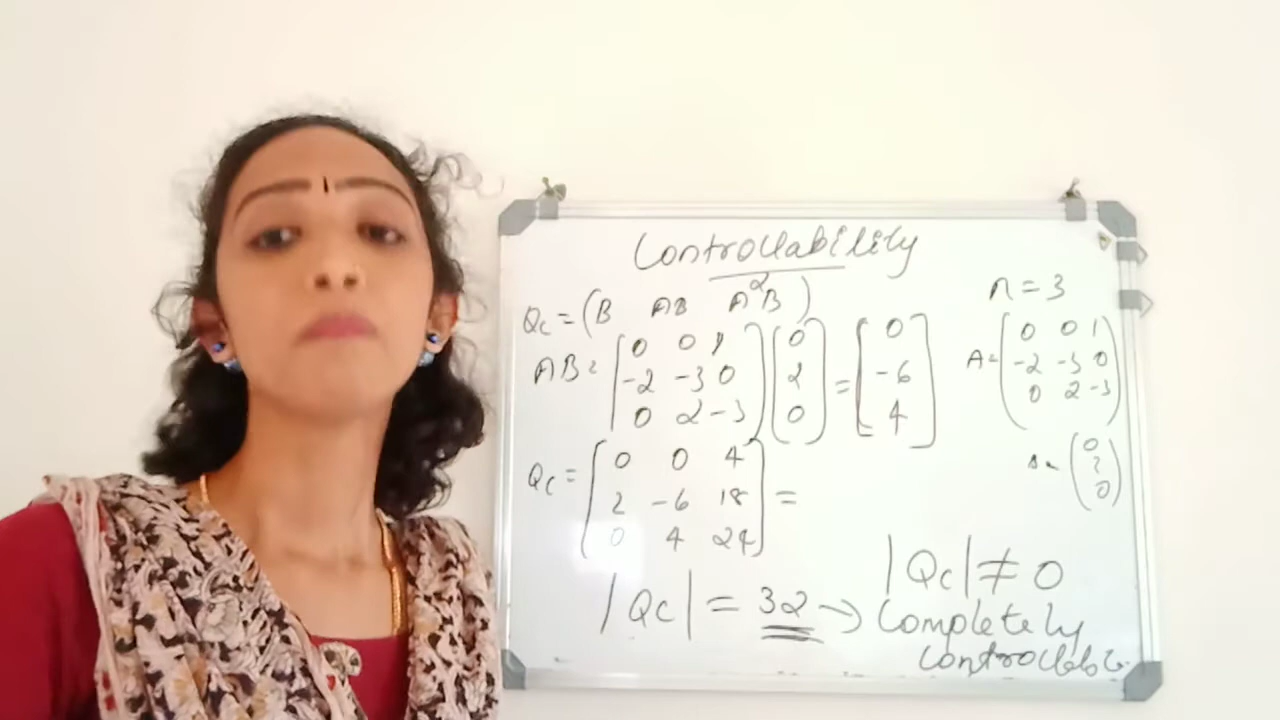 Controllability
Qc = (B AB A²B) n = 3
AB = [0 0 1; -2 -3 0; 0 2 -3] [0; 2; 0] = [0; -6; 4]
A = (0 0 1; -2 -3 0; 0 2 -3)
(0; 2; 0)
Qc = [0 0 4; 2 -6 18; 0 4 24] =
|Qc| ≠ 0
|Qc| = 32 → Completely
controllable